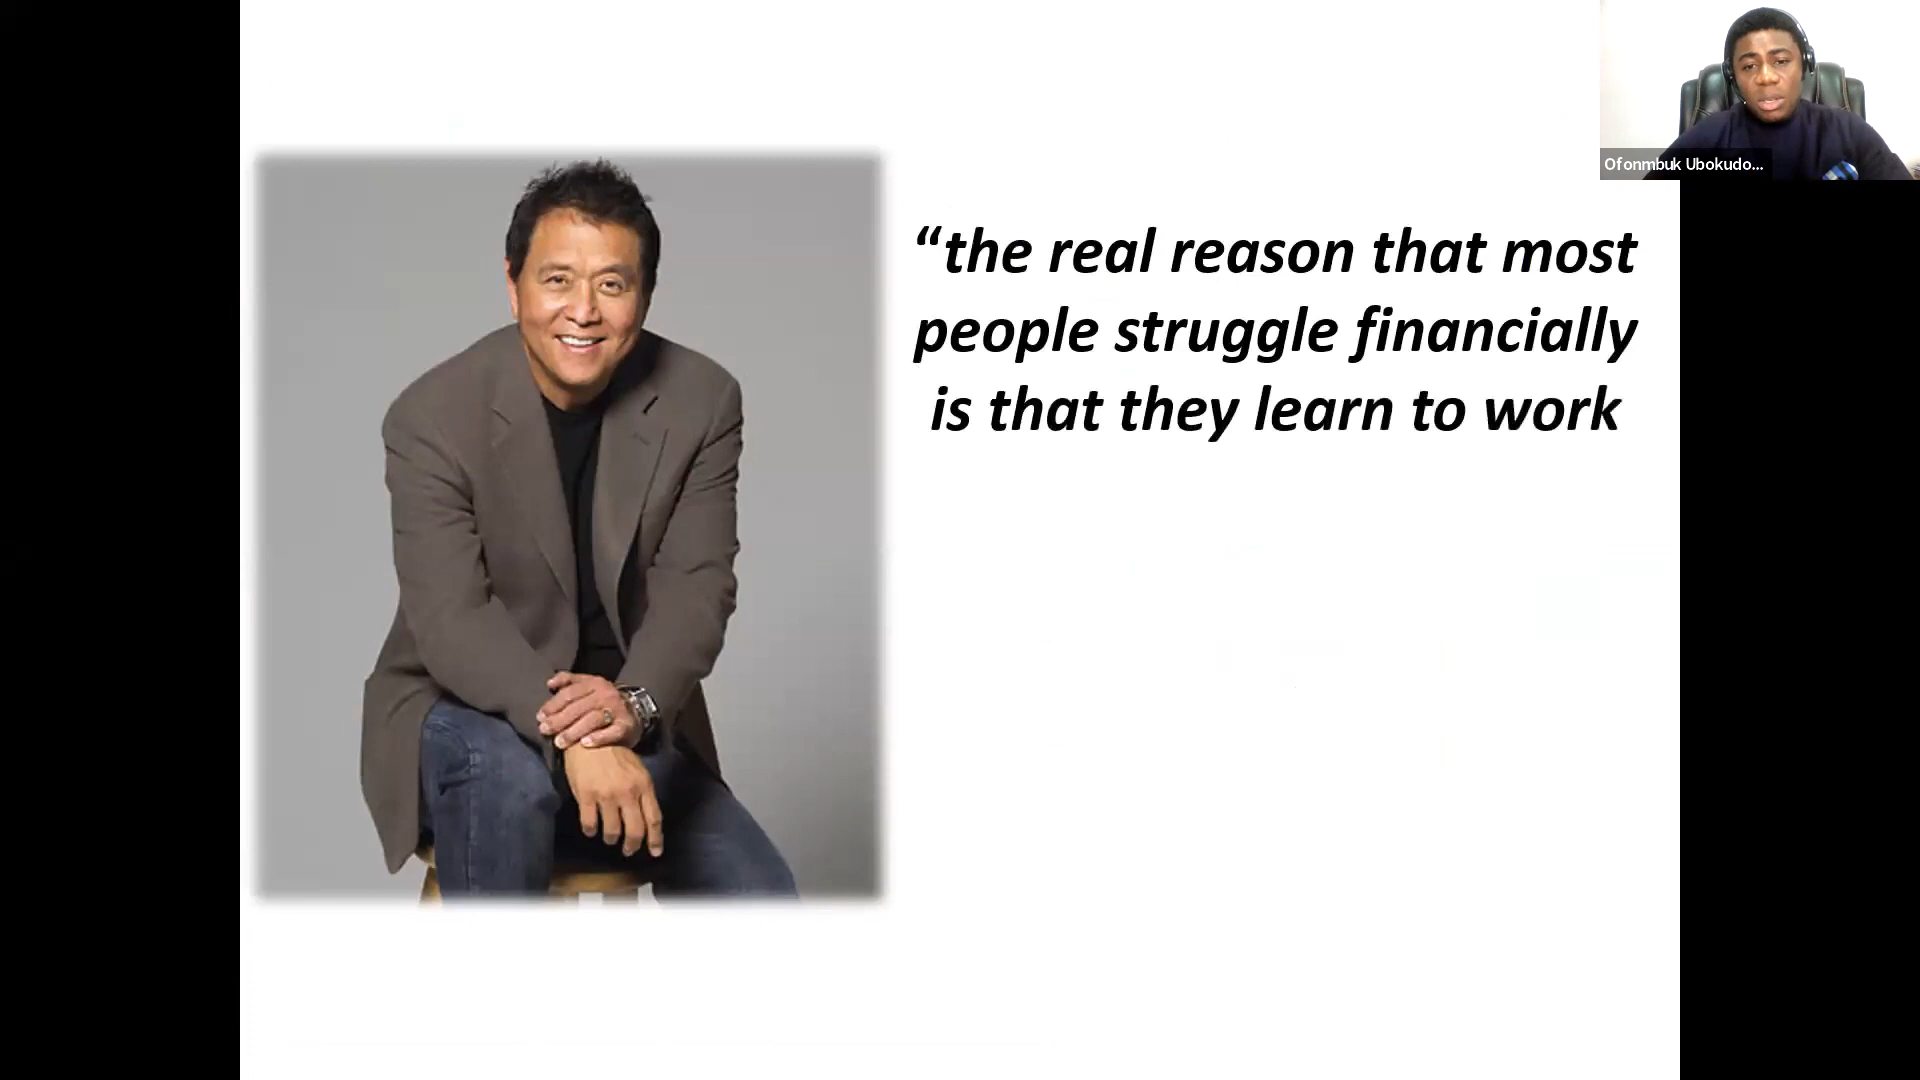 “the real reason that most
people struggle financially
is that they learn to work
Ofonmbuk Ubokudo...